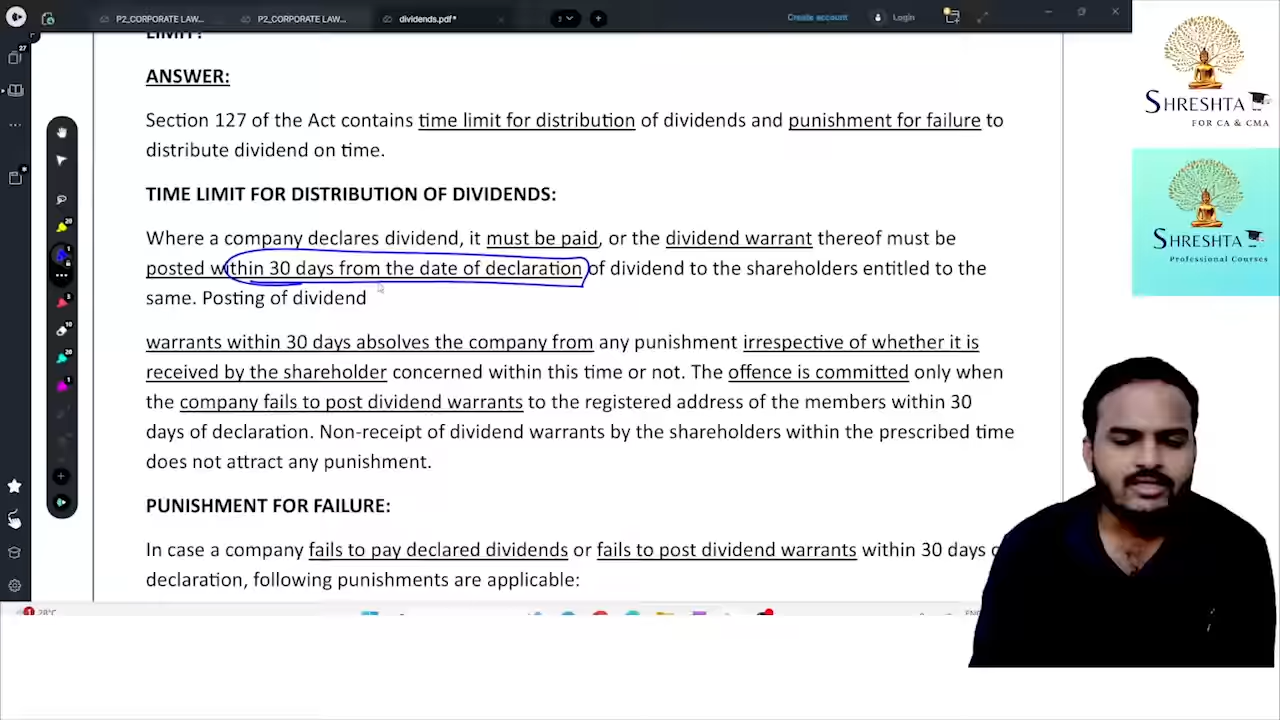 P2_CORPORATE LAW... P2_CORPORATE LAW... dividends.pdf* Create account Login
27
LIMIT?
ANSWER:
Section 127 of the Act contains time limit for distribution of dividends and punishment for failure to
distribute dividend on time.
TIME LIMIT FOR DISTRIBUTION OF DIVIDENDS:
Where a company declares dividend, it must be paid, or the dividend warrant thereof must be
posted within 30 days from the date of declaration of dividend to the shareholders entitled to the
same. Posting of dividend
warrants within 30 days absolves the company from any punishment irrespective of whether it is
received by the shareholder concerned within this time or not. The offence is committed only when
the company fails to post dividend warrants to the registered address of the members within 30
days of declaration. Non-receipt of dividend warrants by the shareholders within the prescribed time
does not attract any punishment.
PUNISHMENT FOR FAILURE:
In case a company fails to pay declared dividends or fails to post dividend warrants within 30 days
declaration, following punishments are applicable:
28°C
SHRESHTA
FOR CA & CMA
SHRESHTA
Professional Courses